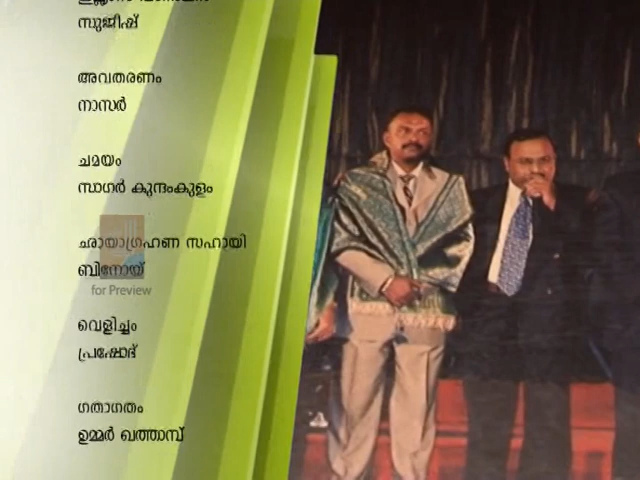 സുജീഷ്
അവതരണം
നാസർ
ചമയം
സാഗർ കുന്ദംകുളം
ഛായാഗ്രഹണ സഹായി
ബിനോയ്
for Preview
വെളിച്ചം
പ്രഷോദ്
ഗതാഗതം
ഉമ്മർ ഖത്താമ്പ്